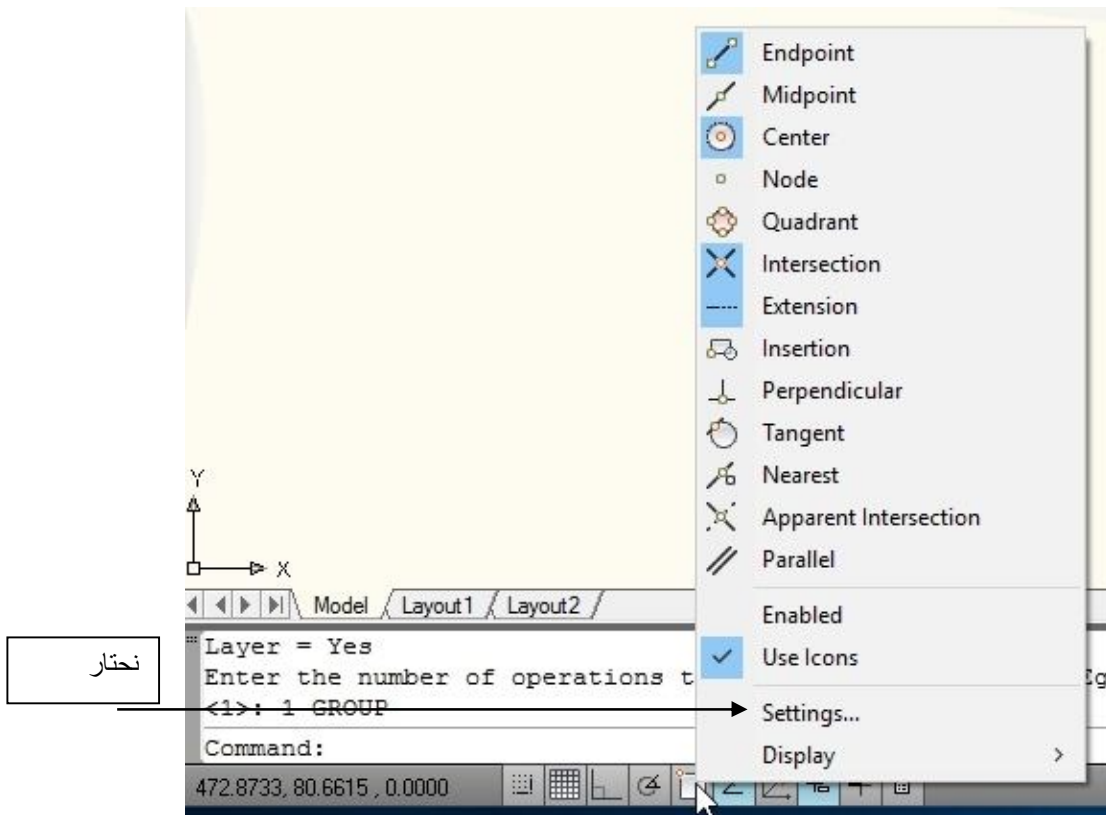 Endpoint
Midpoint
Center
Node
Quadrant
Intersection
Extension
Insertion
Perpendicular
Tangent
Nearest
Apparent Intersection
Parallel
Enabled
Use Icons
Settings...
Display
Y
X
Model Layout1 Layout2
Layer = Yes
Enter the number of operations t
<1>: 1 GROUP
Command:
472.8733, 80.6615 , 0.0000
نحتار